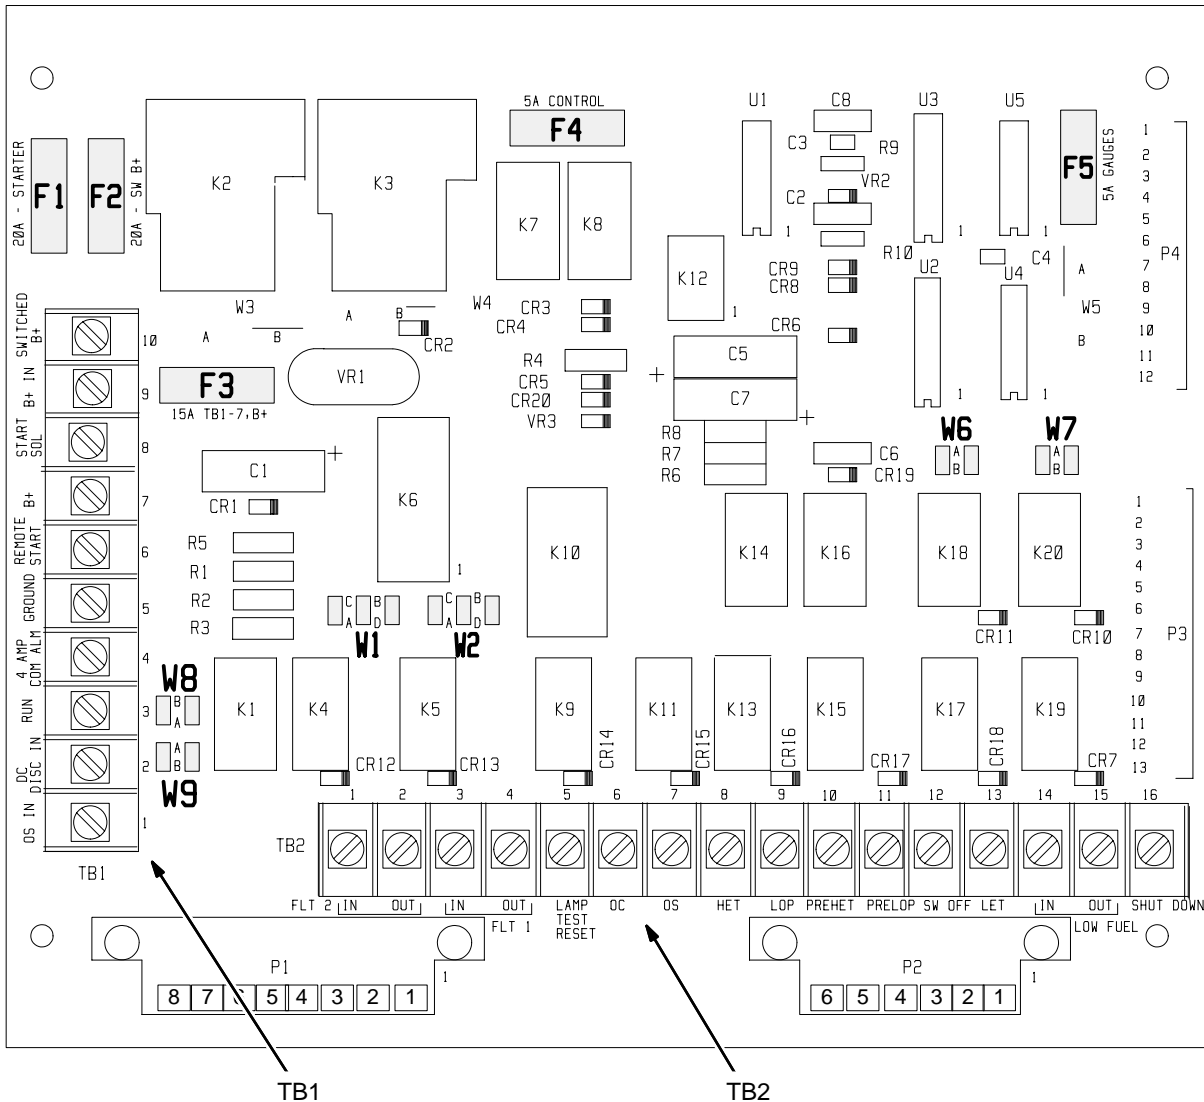 5A CONTROL
F4
20A - STARTER
F1
F2
20A - SW B+
K2
K3
K7
K8
U1
C8
U3
U5
C3
R9
VR2
C2
1
1
1
R10
F5
5A GAUGES
1
2
3
4
5
6
7
8
9
10
11
12
P4
K12
1
CR9
CR8
CR6
U2
U4
C4
A
W5
B
W3
A
B
A
B
W4
CR2
CR3
CR4
R4
CR5
CR20
VR3
+
C5
C7
+
R8
R7
R6
C6
CR19
1
1
W6
A
B
W7
A
B
SWITCHED B+
10
B+ IN
9
START SOL
8
B+
7
REMOTE START
6
GROUND
5
4 AMP COM ALM
4
RUN
3
DC DISC IN
2
OS IN
1
TB1
F3
15A TB1-7,B+
VR1
C1
+
CR1
R5
R1
R2
R3
K6
1
C B
A D
W1
C B
A D
W2
K10
K14
K16
K18
K20
CR11
CR10
1
2
3
4
5
6
7
8
9
10
11
12
13
P3
W8
B
A
A
B
W9
K1
K4
K5
K9
K11
K13
K15
K17
K19
CR12
CR13
CR14
CR15
CR16
CR17
CR18
CR7
1 2 3 4 5 6 7 8 9 10 11 12 13 14 15 16
TB2
FLT 2 IN OUT IN OUT LAMP OC OS HET LOP PREHET PRELOP SW OFF LET IN OUT SHUT DOWN
FLT 1 TEST LOW FUEL
RESET
P1
1
8 7 6 5 4 3 2 1
P2
1
6 5 4 3 2 1
TB1
TB2